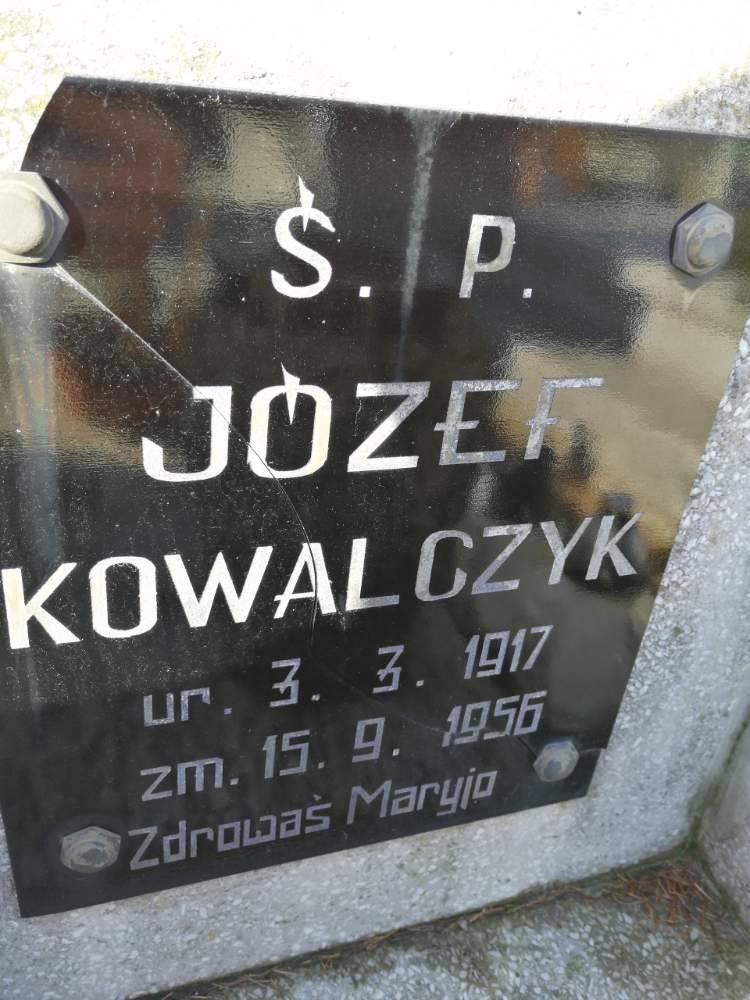 Ś. P.
JÓZEF
KOWALCZYK
ur. 3. 3. 1917
zm. 15. 9. 1956
Zdrowaś Maryjo